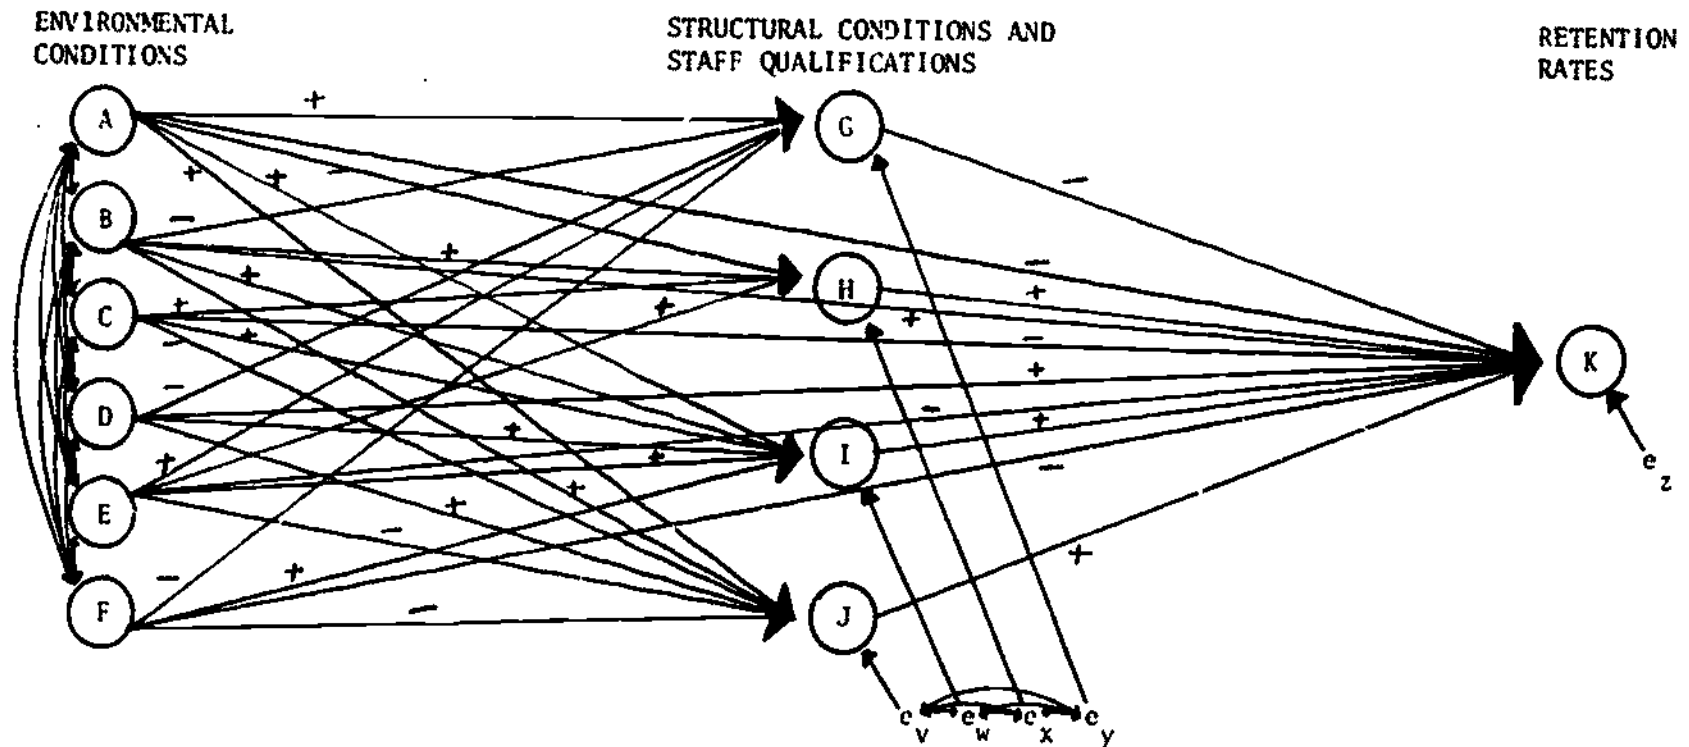 ENVIRONMENTAL
CONDITIONS
STRUCTURAL CONDITIONS AND
STAFF QUALIFICATIONS
RETENTION
RATES
A
B
C
D
E
F
G
H
I
J
K
+
+
+
-
-
+
+
+
-
+
-
+
-
+
+
+
+
-
-
+
-
-
-
+
+
-
+
-
+
-
+
+
e z
e v
e w
e x
e y